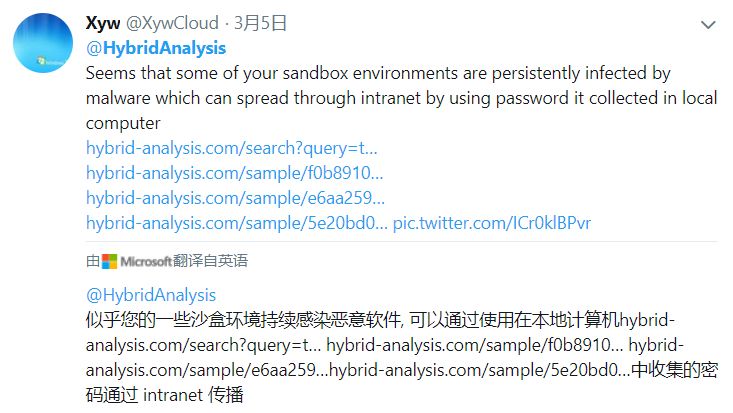 Xyw @XywCloud · 3月5日
@HybridAnalysis
Seems that some of your sandbox environments are persistently infected by
malware which can spread through intranet by using password it collected in local
computer
hybrid-analysis.com/search?query=t...
hybrid-analysis.com/sample/f0b8910...
hybrid-analysis.com/sample/e6aa259...
hybrid-analysis.com/sample/5e20bd0... pic.twitter.com/ICr0klBPvr
由 Microsoft 翻译自英语
@HybridAnalysis
似乎您的一些沙盒环境持续感染恶意软件, 可以通过使用在本地计算机hybrid-
analysis.com/search?query=t... hybrid-analysis.com/sample/f0b8910... hybrid-
analysis.com/sample/e6aa259...hybrid-analysis.com/sample/5e20bd0...中收集的密
码通过 intranet 传播